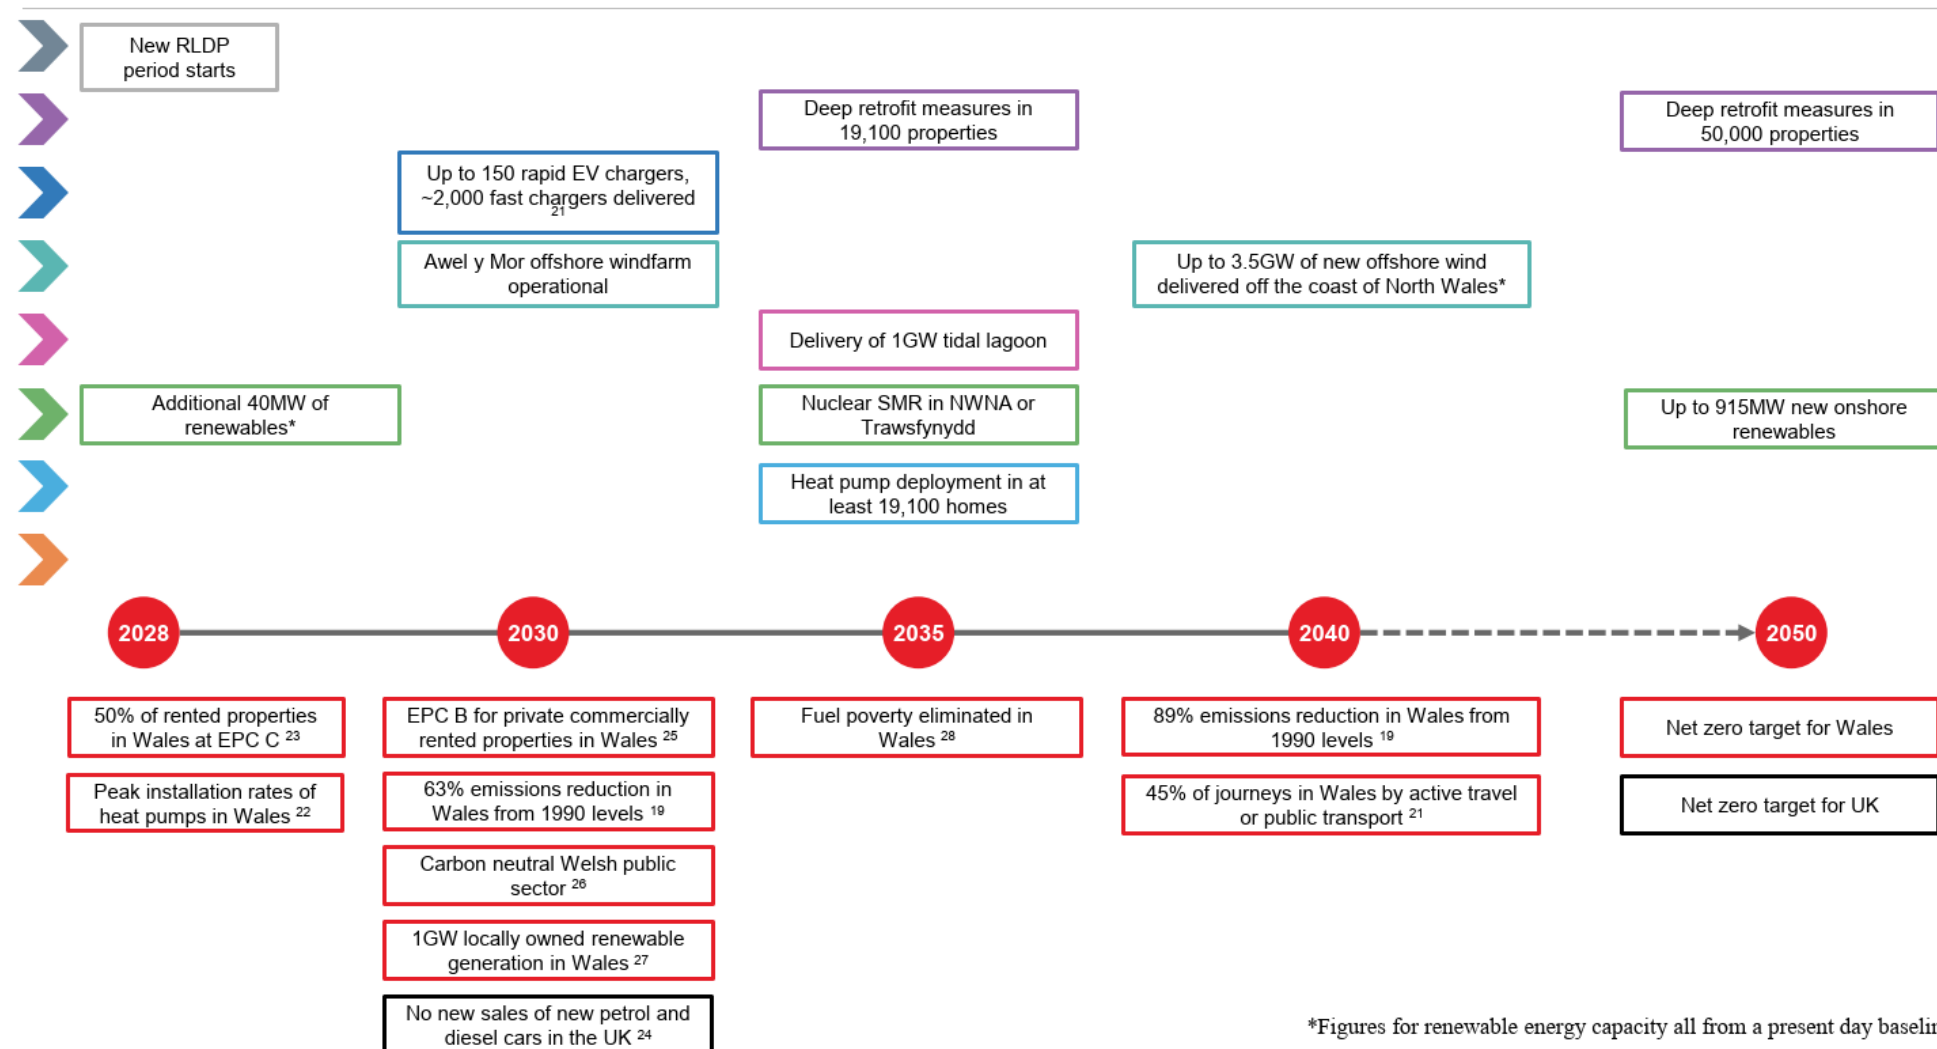 New RLDP
period starts
Deep retrofit measures in
19,100 properties
Deep retrofit measures in
50,000 properties
Up to 150 rapid EV chargers,
~2,000 fast chargers delivered
21
Awel y Mor offshore windfarm
operational
Up to 3.5GW of new offshore wind
delivered off the coast of North Wales*
Delivery of 1GW tidal lagoon
Additional 40MW of
renewables*
Nuclear SMR in NWNA or
Trawsfynydd
Up to 915MW new onshore
renewables
Heat pump deployment in at
least 19,100 homes
2028
2030
2035
2040
2050
50% of rented properties
in Wales at EPC C 23
Peak installation rates of
heat pumps in Wales 22
EPC B for private commercially
rented properties in Wales 25
63% emissions reduction in
Wales from 1990 levels 19
Carbon neutral Welsh public
sector 26
1GW locally owned renewable
generation in Wales 27
No new sales of new petrol and
diesel cars in the UK 24
Fuel poverty eliminated in
Wales 28
89% emissions reduction in Wales from
1990 levels 19
45% of journeys in Wales by active travel
or public transport 21
Net zero target for Wales
Net zero target for UK
*Figures for renewable energy capacity all from a present day